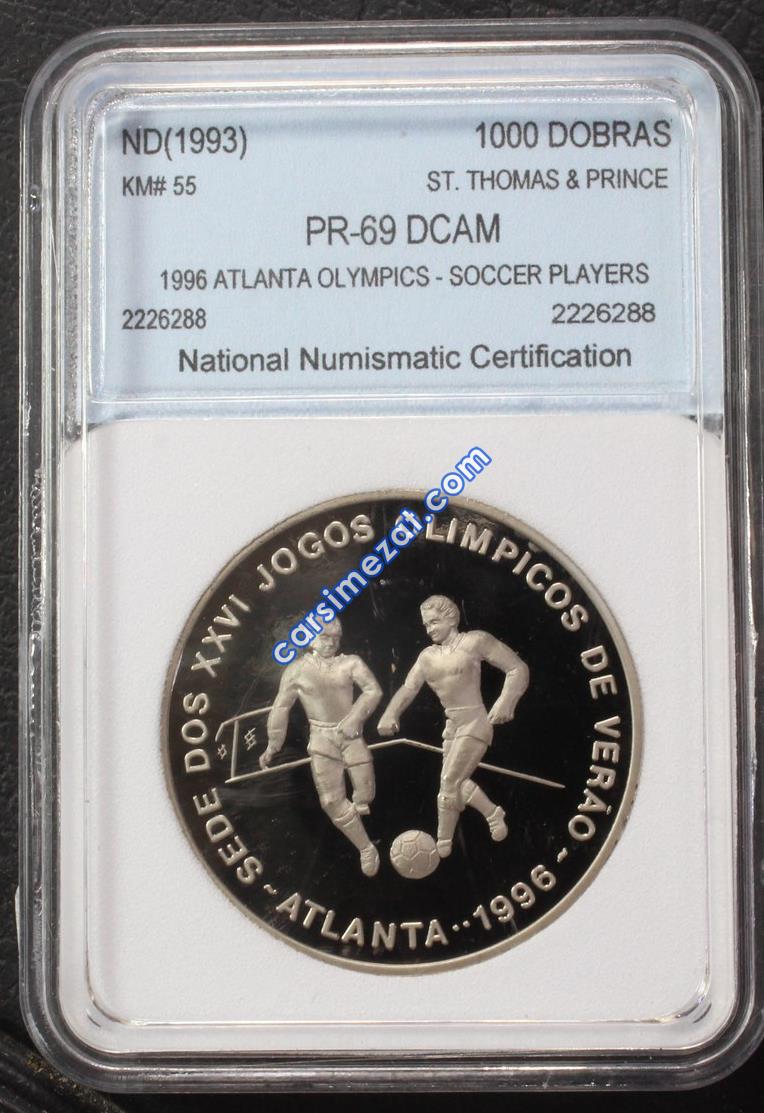 ND(1993) 1000 DOBRAS
KM# 55 ST. THOMAS & PRINCE
PR-69 DCAM
1996 ATLANTA OLYMPICS - SOCCER PLAYERS
2226288 2226288
National Numismatic Certification
carsimezat.com
SEDE DOS XXVI JOGOS OLIMPICOS DE VERÃO
- ATLANTA ·· 1996 -